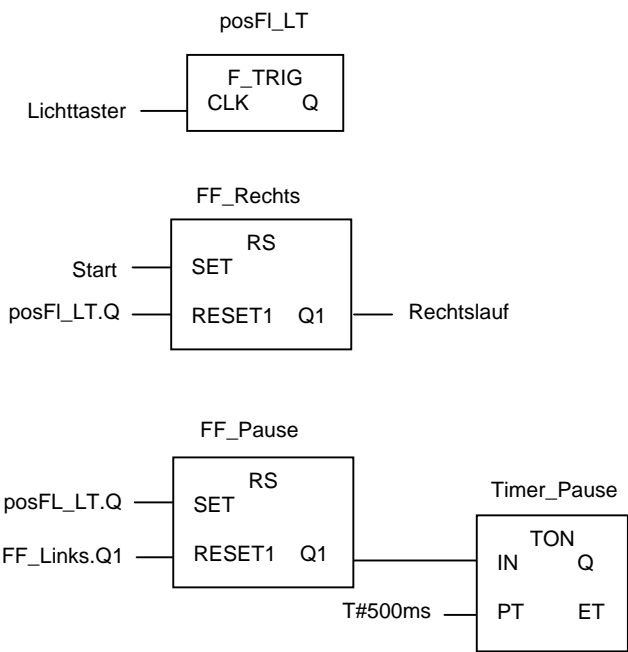 posFl_LT
F_TRIG
CLK Q
Lichttaster
FF_Rechts
RS
Start
SET
posFl_LT.Q
RESET1 Q1
Rechtslauf
FF_Pause
RS
posFL_LT.Q
SET
FF_Links.Q1
RESET1 Q1
Timer_Pause
TON
IN Q
T#500ms
PT ET